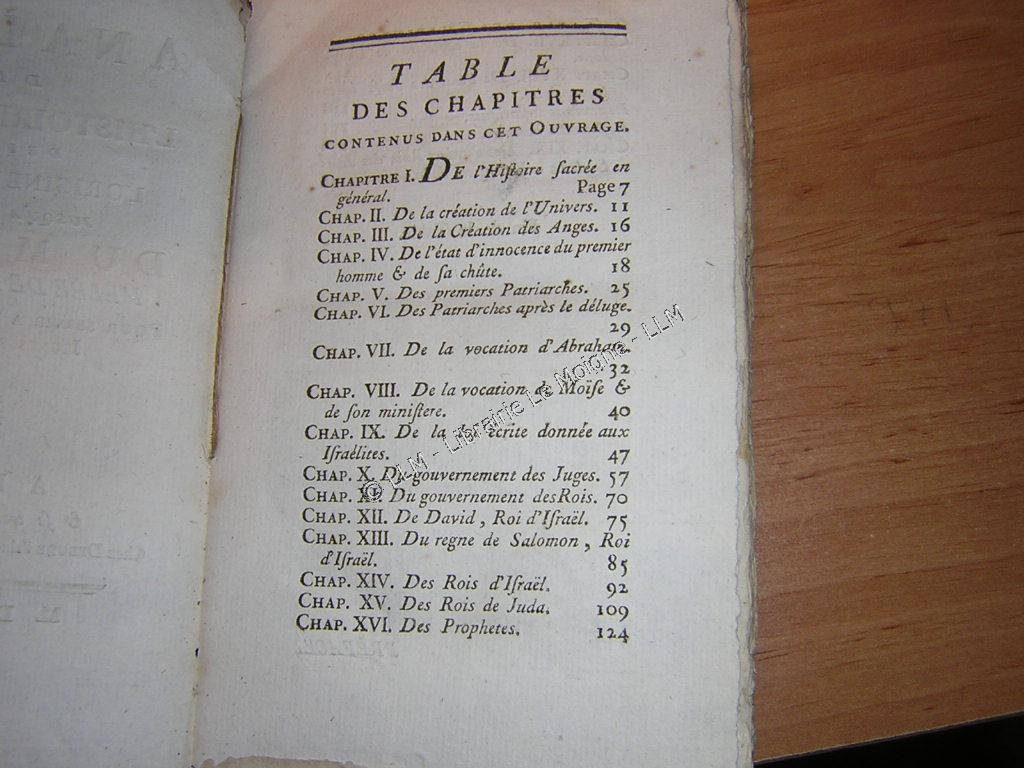 TABLE
DES CHAPITRES
CONTENUS DANS CET OUVRAGE.
CHAPITRE I. DE l'Hiſtoire ſacrée en
général. Page 7
CHAP. II. De la création de l'Univers. 11
CHAP. III. De la Création des Anges. 16
CHAP. IV. De l'état d'innocence du premier
homme & de ſa chûte. 18
CHAP. V. Des premiers Patriarches. 25
CHAP. VI. Des Patriarches après le déluge.
29
CHAP. VII. De la vocation d'Abraham.
32
CHAP. VIII. De la vocation de Moïſe &
de ſon miniſtere. 40
CHAP. IX. De la loi écrite donnée aux
Iſraélites. 47
CHAP. X. Du gouvernement des Juges. 57
CHAP. XI. Du gouvernement des Rois. 70
CHAP. XII. De David, Roi d'Iſraël. 75
CHAP. XIII. Du regne de Salomon, Roi
d'Iſraël. 85
CHAP. XIV. Des Rois d'Iſraël. 92
CHAP. XV. Des Rois de Juda. 109
CHAP. XVI. Des Prophetes. 124
© LLM - Librairie Le Moigne - LLM